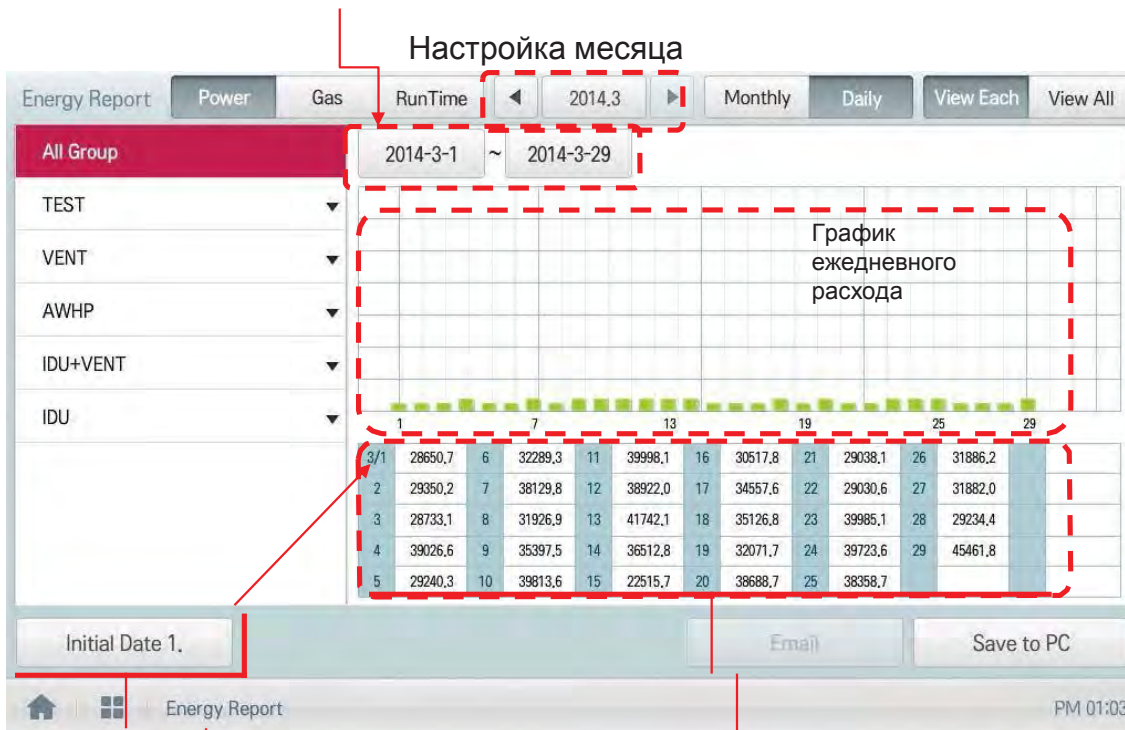 Настройка месяца
Energy Report Power Gas RunTime ◀ 2014.3 ▶ Monthly Daily View Each View All
All Group 2014-3-1 ~ 2014-3-29
TEST
VENT
AWHP
IDU+VENT
IDU
График
ежедневного
расхода
1 7 13 19 25 29
3/1 28650,7 6 32289,3 11 39998,1 16 30517,8 21 29038,1 26 31886,2
2 29350,2 7 38129,8 12 38922,0 17 34557,6 22 29030,6 27 31882,0
3 28733,1 8 31926,9 13 41742,1 18 35126,8 23 39985,1 28 29234,4
4 39026,6 9 35397,5 14 36512,8 19 32071,7 24 39723,6 29 45461,8
5 29240,3 10 39813,6 15 22515,7 20 38688,7 25 38358,7
Initial Date 1. Email Save to PC
Energy Report PM 01:03